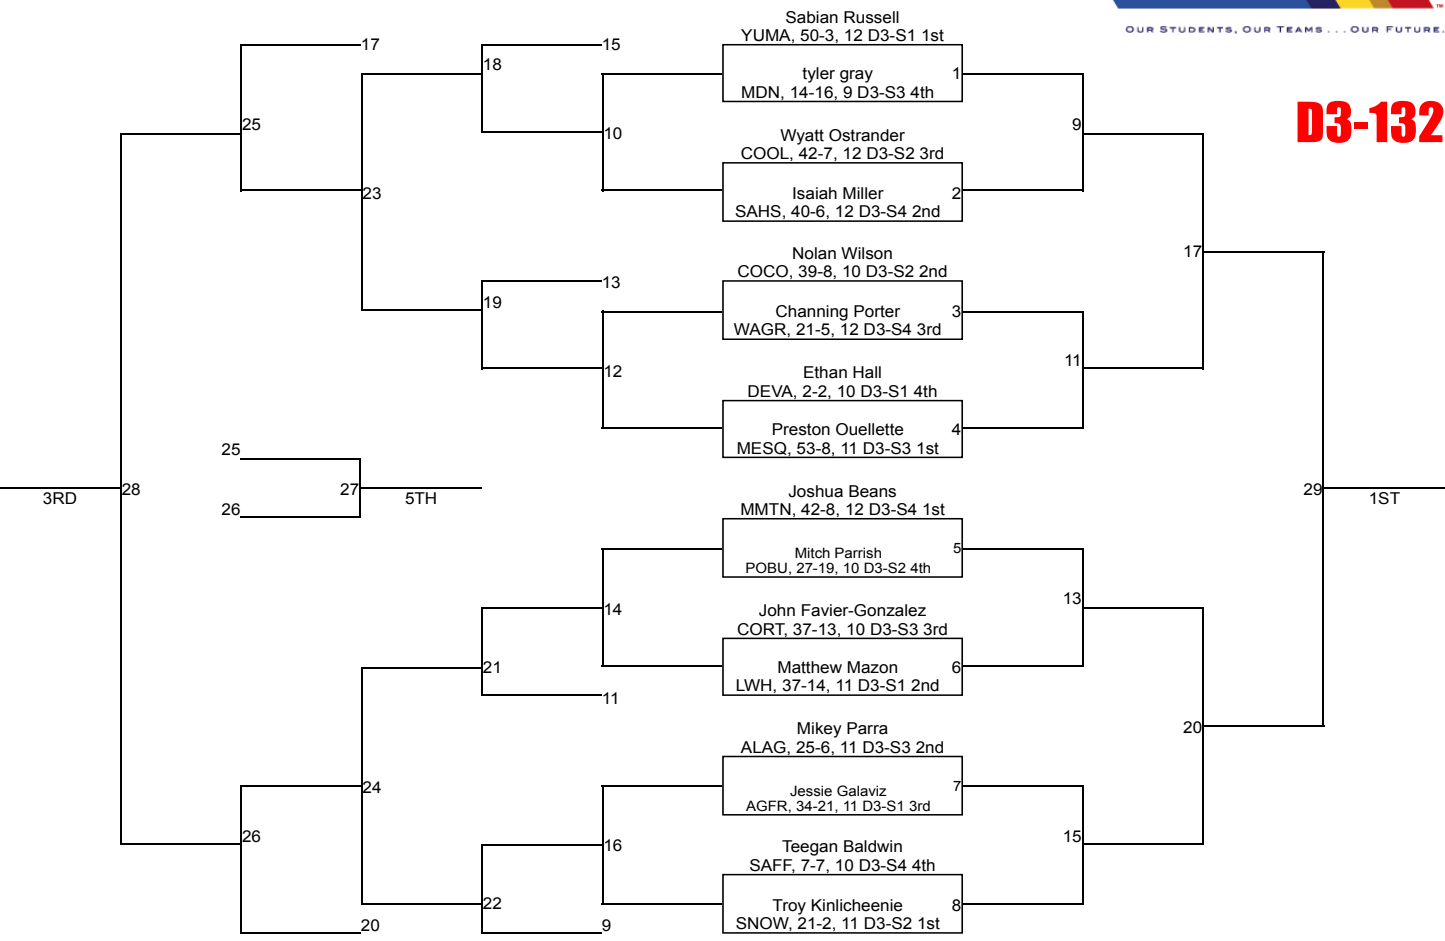 OUR STUDENTS, OUR TEAMS . . . OUR FUTURE.
TM
D3-132
Sabian Russell
YUMA, 50-3, 12 D3-S1 1st
tyler gray
MDN, 14-16, 9 D3-S3 4th
1
Wyatt Ostrander
COOL, 42-7, 12 D3-S2 3rd
Isaiah Miller
SAHS, 40-6, 12 D3-S4 2nd
2
Nolan Wilson
COCO, 39-8, 10 D3-S2 2nd
Channing Porter
WAGR, 21-5, 12 D3-S4 3rd
3
Ethan Hall
DEVA, 2-2, 10 D3-S1 4th
Preston Ouellette
MESQ, 53-8, 11 D3-S3 1st
4
Joshua Beans
MMTN, 42-8, 12 D3-S4 1st
Mitch Parrish
POBU, 27-19, 10 D3-S2 4th
5
John Favier-Gonzalez
CORT, 37-13, 10 D3-S3 3rd
Matthew Mazon
LWH, 37-14, 11 D3-S1 2nd
6
Mikey Parra
ALAG, 25-6, 11 D3-S3 2nd
Jessie Galaviz
AGFR, 34-21, 11 D3-S1 3rd
7
Teegan Baldwin
SAFF, 7-7, 10 D3-S4 4th
Troy Kinlicheenie
SNOW, 21-2, 11 D3-S2 1st
8
9
11
13
15
17
20
29
1ST
17
15
18
10
25
23
13
19
12
25
26
27
5TH
28
3RD
14
21
11
24
26
16
22
9
20